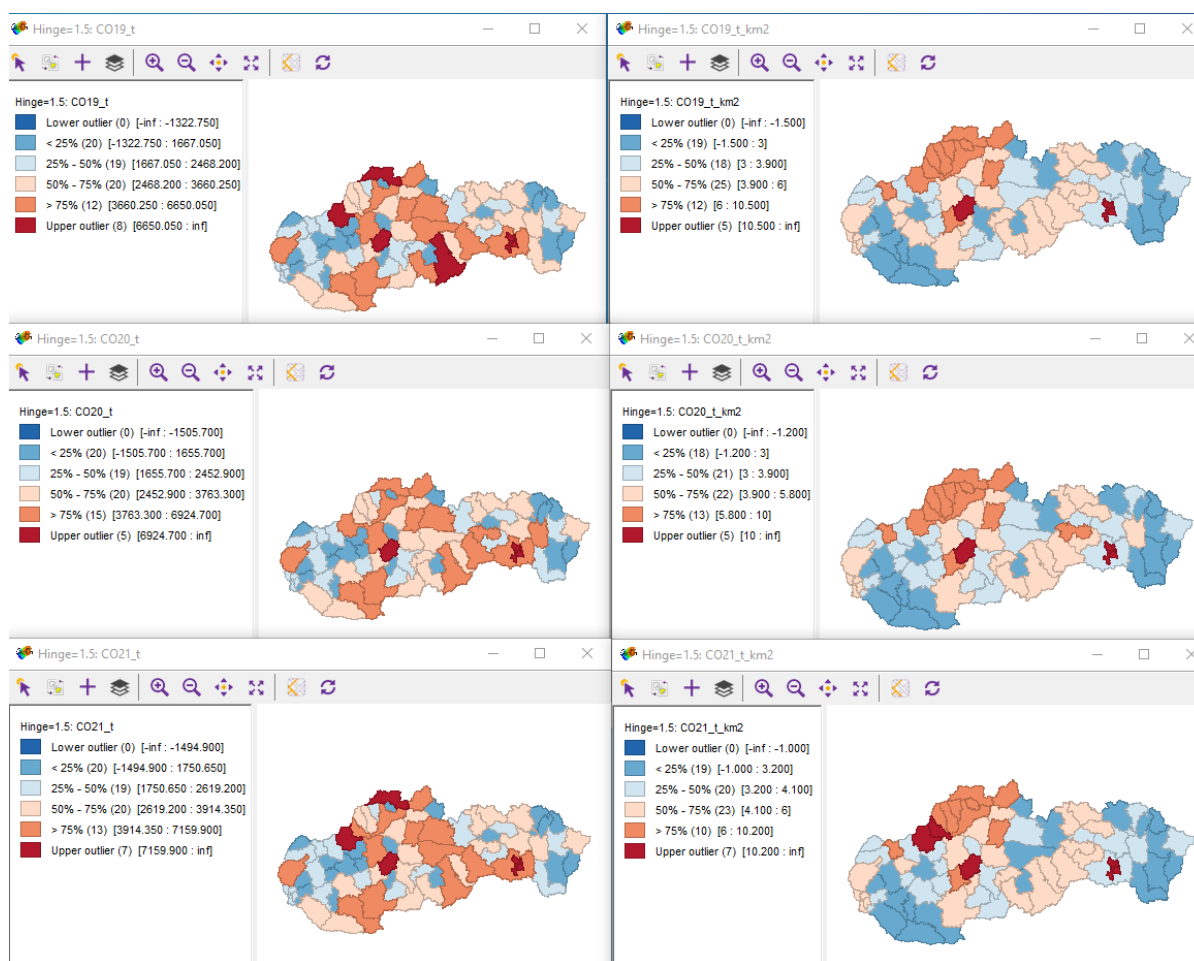 Hinge=1.5: CO19_t
Hinge=1.5: CO19_t
Lower outlier (0) [-inf : -1322.750]
< 25% (20) [-1322.750 : 1667.050]
25% - 50% (19) [1667.050 : 2468.200]
50% - 75% (20) [2468.200 : 3660.250]
> 75% (12) [3660.250 : 6650.050]
Upper outlier (8) [6650.050 : inf]
Hinge=1.5: CO19_t_km2
Hinge=1.5: CO19_t_km2
Lower outlier (0) [-inf : -1.500]
< 25% (19) [-1.500 : 3]
25% - 50% (18) [3 : 3.900]
50% - 75% (25) [3.900 : 6]
> 75% (12) [6 : 10.500]
Upper outlier (5) [10.500 : inf]
Hinge=1.5: CO20_t
Hinge=1.5: CO20_t
Lower outlier (0) [-inf : -1505.700]
< 25% (20) [-1505.700 : 1655.700]
25% - 50% (19) [1655.700 : 2452.900]
50% - 75% (20) [2452.900 : 3763.300]
> 75% (15) [3763.300 : 6924.700]
Upper outlier (5) [6924.700 : inf]
Hinge=1.5: CO20_t_km2
Hinge=1.5: CO20_t_km2
Lower outlier (0) [-inf : -1.200]
< 25% (18) [-1.200 : 3]
25% - 50% (21) [3 : 3.900]
50% - 75% (22) [3.900 : 5.800]
> 75% (13) [5.800 : 10]
Upper outlier (5) [10 : inf]
Hinge=1.5: CO21_t
Hinge=1.5: CO21_t
Lower outlier (0) [-inf : -1494.900]
< 25% (20) [-1494.900 : 1750.650]
25% - 50% (19) [1750.650 : 2619.200]
50% - 75% (20) [2619.200 : 3914.350]
> 75% (13) [3914.350 : 7159.900]
Upper outlier (7) [7159.900 : inf]
Hinge=1.5: CO21_t_km2
Hinge=1.5: CO21_t_km2
Lower outlier (0) [-inf : -1.000]
< 25% (19) [-1.000 : 3.200]
25% - 50% (20) [3.200 : 4.100]
50% - 75% (23) [4.100 : 6]
> 75% (10) [6 : 10.200]
Upper outlier (7) [10.200 : inf]